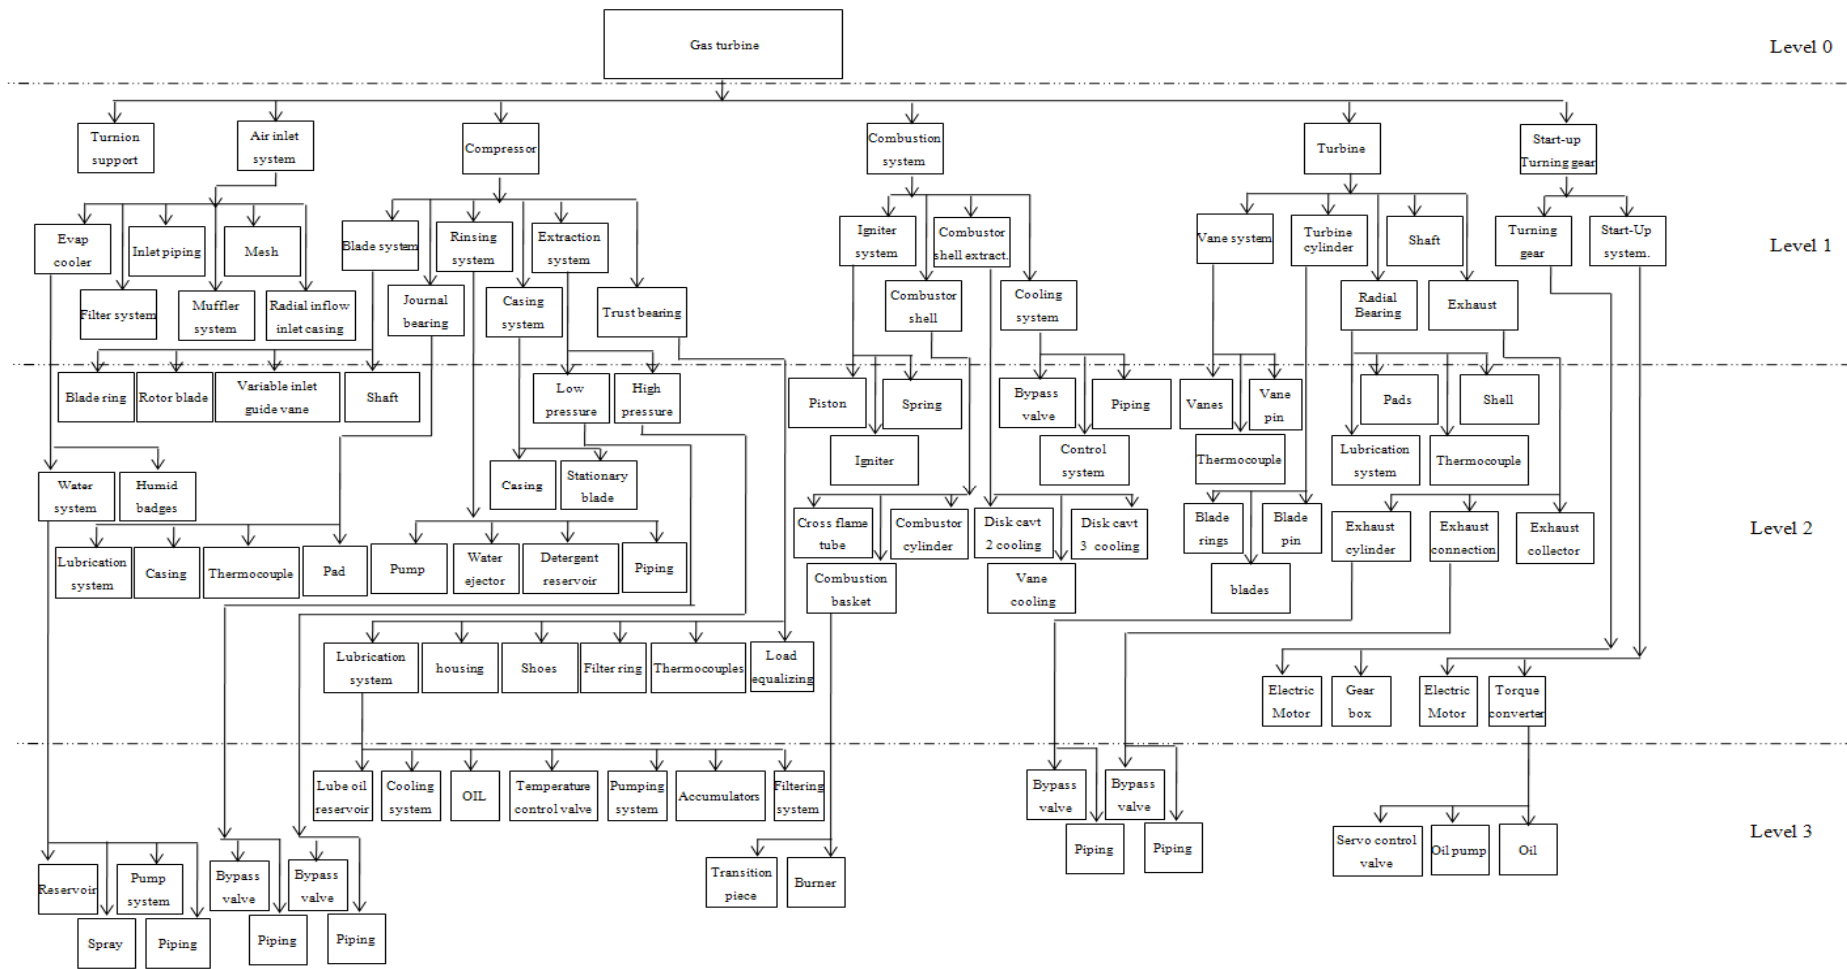 Gas turbine
Level 0
Turnion
support
Air inlet
system
Compressor
Combustion
system
Turbine
Start-up
Turning gear
Evap
cooler
Inlet piping
Mesh
Filter system
Muffler
system
Radial inflow
inlet casing
Blade system
Journal
bearing
Rinsing
system
Casing
system
Extraction
system
Trust bearing
Igniter
system
Combustor
shell
Combustor
shell extract.
Cooling
system
Vane system
Turbine
cylinder
Radial
Bearing
Shaft
Exhaust
Turning
gear
Start-Up
system.
Level 1
Blade ring
Rotor blade
Variable inlet
guide vane
Shaft
Low
pressure
High
pressure
Piston
Spring
Igniter
Bypass
valve
Piping
Control
system
Vanes
Vane
pin
Thermocouple
Pads
Shell
Lubrication
system
Thermocouple
Water
system
Humid
badges
Casing
Stationary
blade
Cross flame
tube
Combustor
cylinder
Combustion
basket
Disk cavt
2 cooling
Disk cavt
3 cooling
Vane
cooling
Blade
rings
Blade
pin
blades
Exhaust
cylinder
Exhaust
connection
Exhaust
collector
Level 2
Lubrication
system
Casing
Thermocouple
Pad
Pump
Water
ejector
Detergent
reservoir
Piping
Lubrication
system
housing
Shoes
Filter ring
Thermocouples
Load
equalizing
Electric
Motor
Gear
box
Electric
Motor
Torque
converter
Lube oil
reservoir
Cooling
system
OIL
Temperature
control valve
Pumping
system
Accumulators
Filtering
system
Bypass
valve
Bypass
valve
Piping
Piping
Servo control
valve
Oil pump
Oil
Level 3
Reservoir
Pump
system
Bypass
valve
Bypass
valve
Transition
piece
Burner
Spray
Piping
Piping
Piping